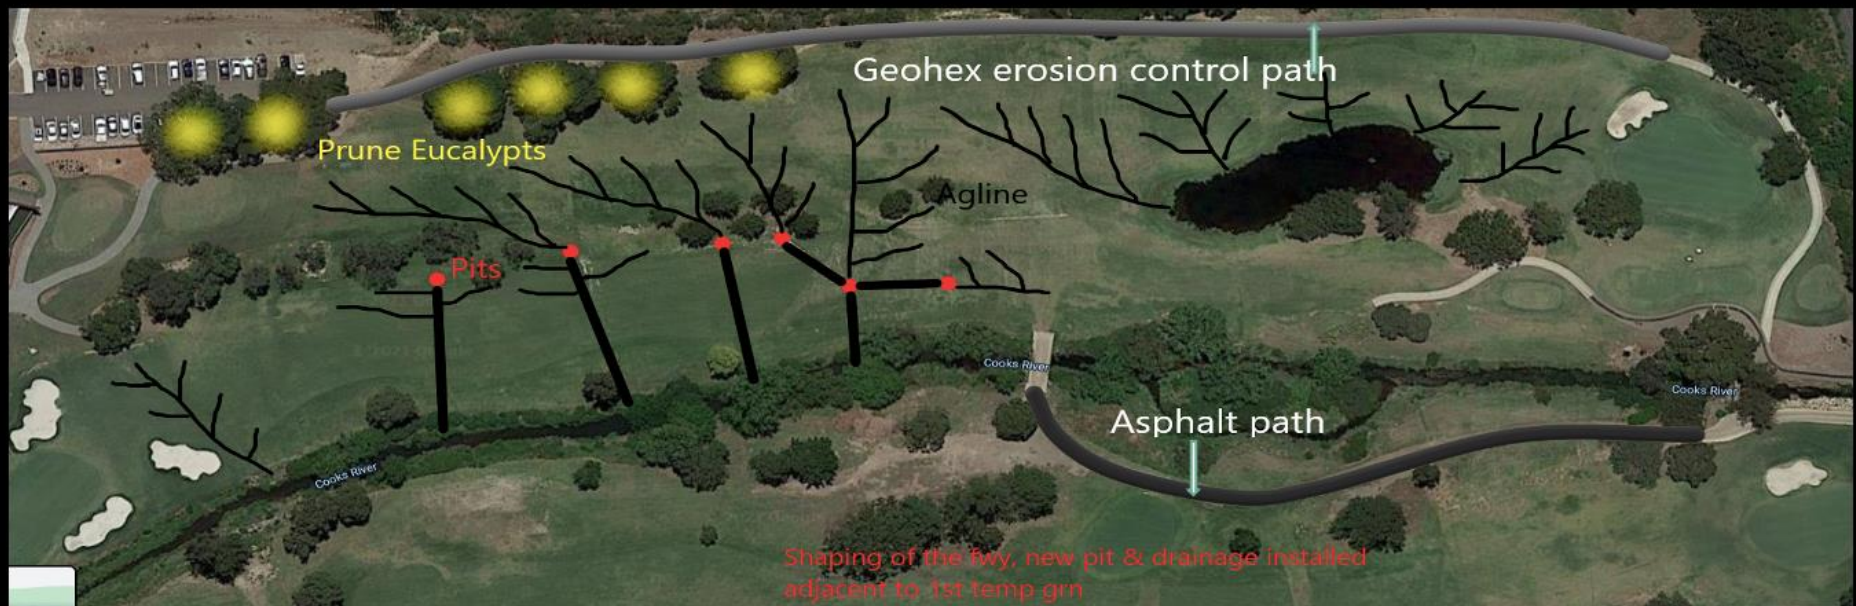 Geohex erosion control path
Prune Eucalypts
Agline
Pits
Cooks River
Cooks River
Asphalt path
Cooks River
Shaping of the fwy, new pit & drainage installed
adjacent to 1st temp grn